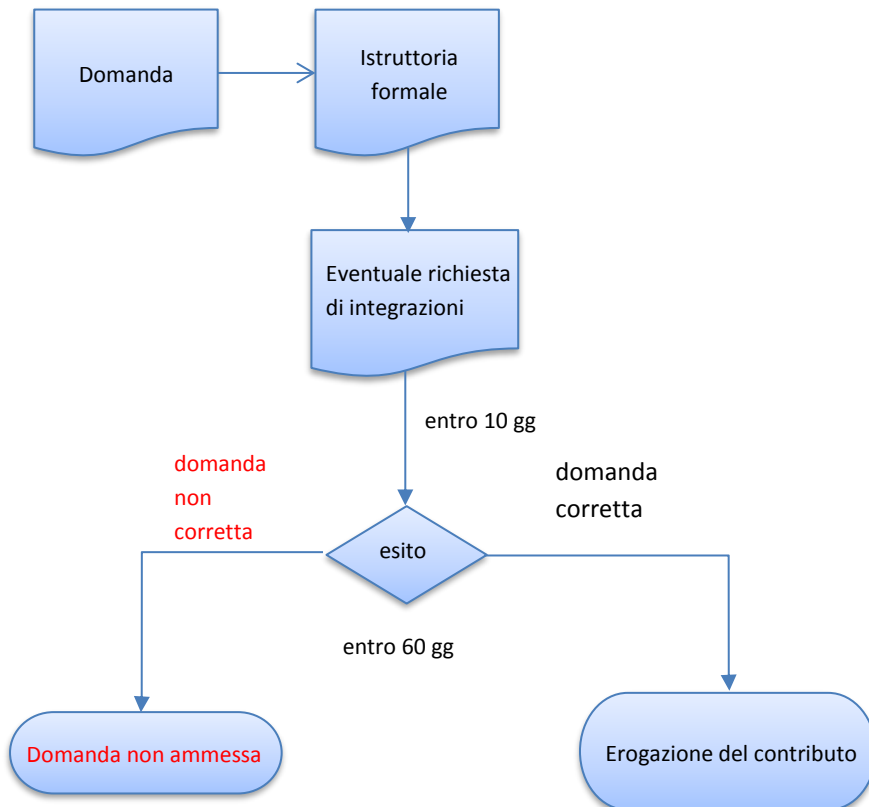 Domanda
Istruttoria
formale
Eventuale richiesta
di integrazioni
entro 10 gg
domanda
non
corretta
domanda
corretta
esito
entro 60 gg
Domanda non ammessa
Erogazione del contributo